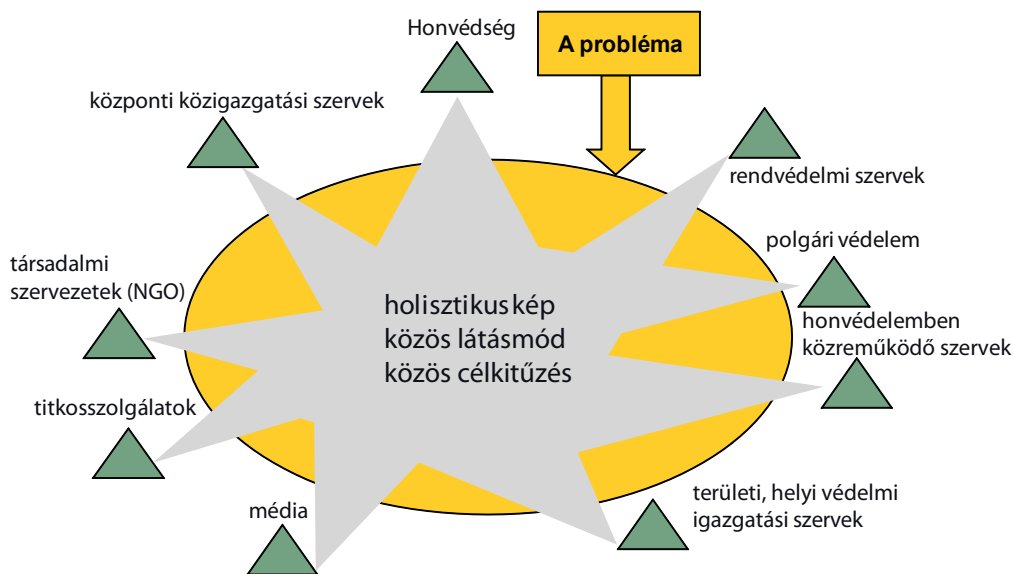 Honvédség
A probléma
központi közigazgatási szervek
rendvédelmi szervek
polgári védelem
társadalmi
szervezetek (NGO)
holisztikus kép
közös látásmód
közös célkitűzés
honvédelemben
közreműködő szervek
titkosszolgálatok
média
területi, helyi védelmi
igazgatási szervek